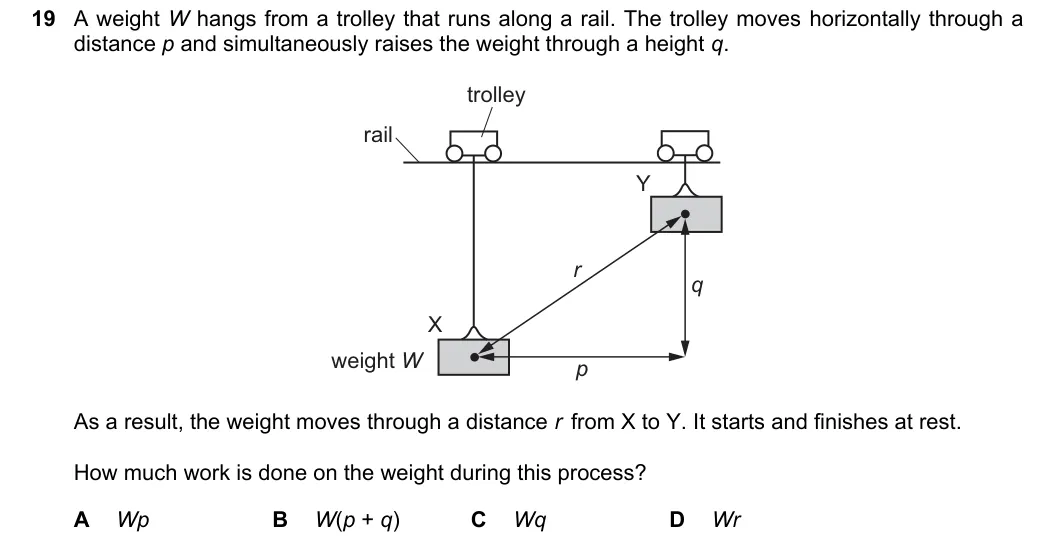 19 A weight W hangs from a trolley that runs along a rail. The trolley moves horizontally through a
distance p and simultaneously raises the weight through a height q.
trolley
rail
Y
r
q
X
weight W
p
As a result, the weight moves through a distance r from X to Y. It starts and finishes at rest.
How much work is done on the weight during this process?
A Wp B W(p + q) C Wq D Wr